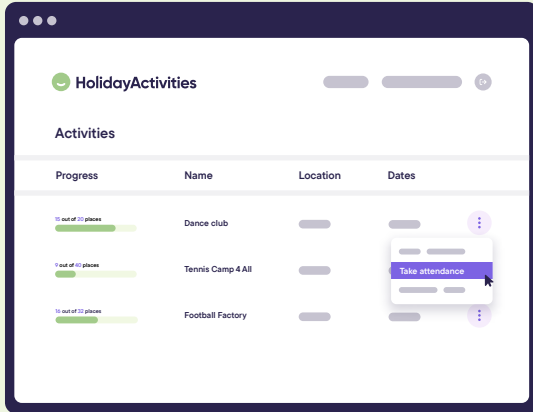 HolidayActivities
Activities
Progress Name Location Dates
15 out of 20 places
Dance club
9 out of 40 places
Tennis Camp 4 All
Take attendance
16 out of 32 places
Football Factory